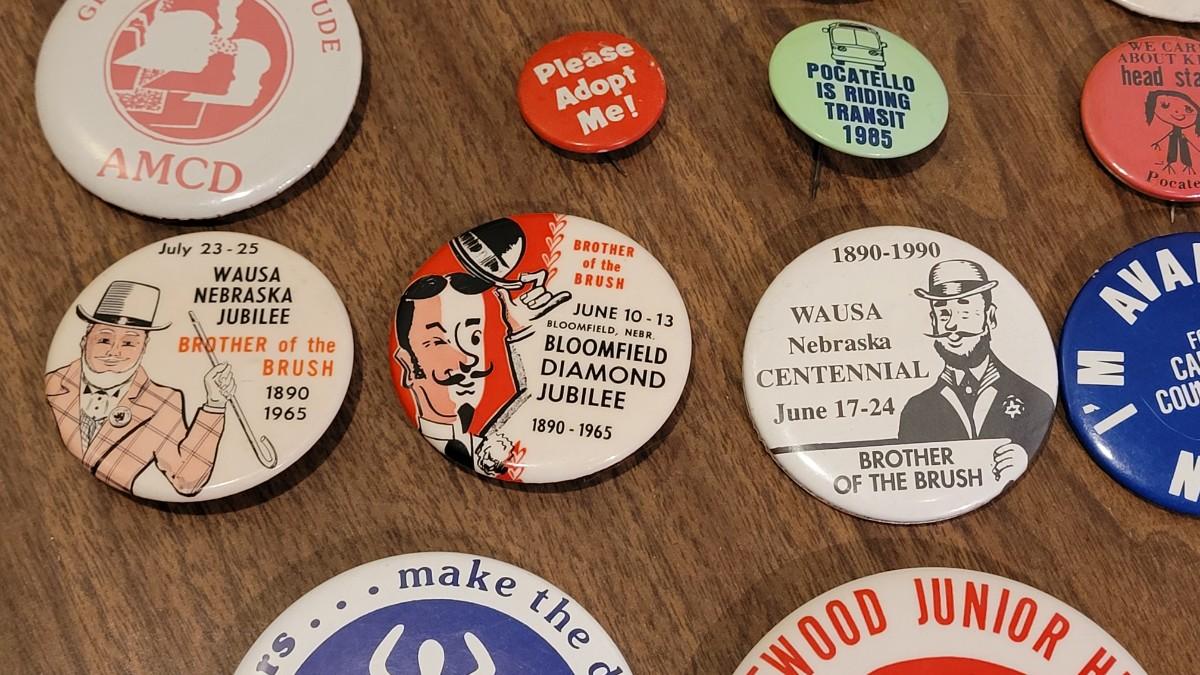 AMCD
Please
Adopt
Me!
POCATELLO
IS RIDING
TRANSIT
1985
head
July 23-25
WAUSA
NEBRASKA
JUBILEE
BROTHER of the
BRUSH
1890
1965
BROTHER
of the
BRUSH
JUNE 10-13
BLOOMFIELD, NEBR.
BLOOMFIELD
DIAMOND
JUBILEE
1890-1965
1890-1990
WAUSA
Nebraska
CENTENNIAL
June 17-24
BROTHER
OF THE BRUSH
I'M
. . . make the
JUNIOR